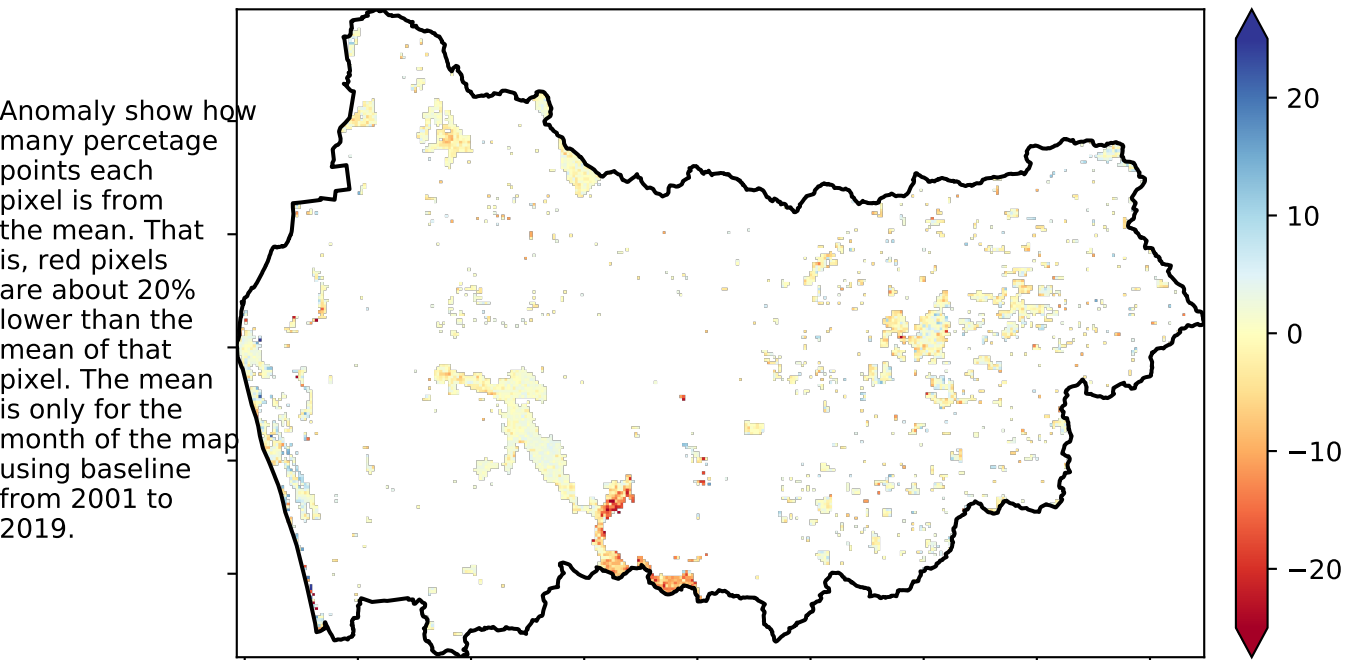 Anomaly show how
many percetage
points each
pixel is from
the mean. That
is, red pixels
are about 20%
lower than the
mean of that
pixel. The mean
is only for the
month of the map
using baseline
from 2001 to
2019.
20
10
0
−10
−20